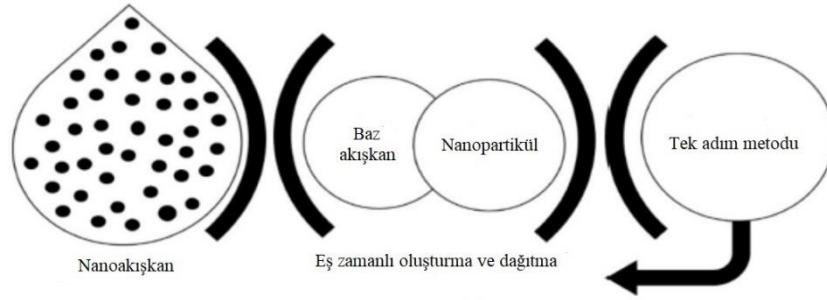 Baz
akışkan
Nanopartikül
Tek adım metodu
Nanoakışkan
Eş zamanlı oluşturma ve dağıtma